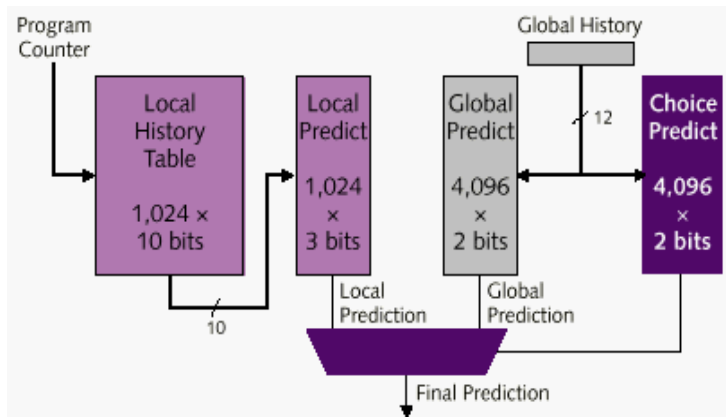 Program
Counter
Global History
Local
History
Table
1,024 ×
10 bits
Local
Predict
1,024
×
3 bits
Global
Predict
4,096
×
2 bits
12
Choice
Predict
4,096
×
2 bits
10
Local
Prediction
Global
Prediction
Final Prediction